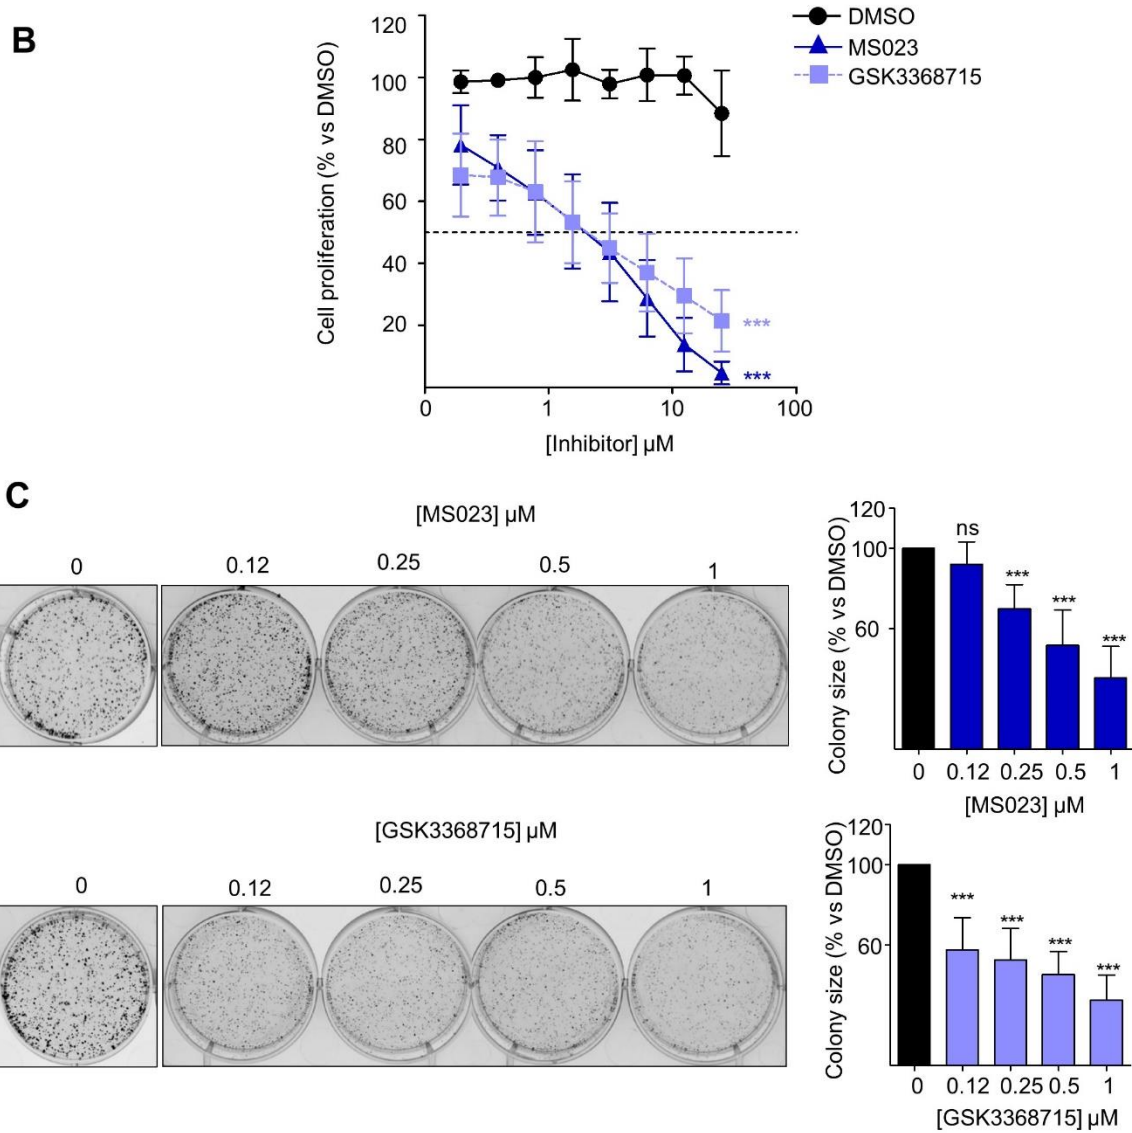 B
DMSO
MS023
GSK3368715
Cell proliferation (% vs DMSO)
120
100
80
60
40
20
***
***
0 1 10 100
[Inhibitor] µM
C
[MS023] µM
0 0.12 0.25 0.5 1
Colony size (% vs DMSO)
120
100
60
ns *** *** ***
0 0.12 0.25 0.5 1
[MS023] µM
[GSK3368715] µM
0 0.12 0.25 0.5 1
Colony size (% vs DMSO)
120
100
60
*** *** *** ***
0 0.12 0.25 0.5 1
[GSK3368715] µM